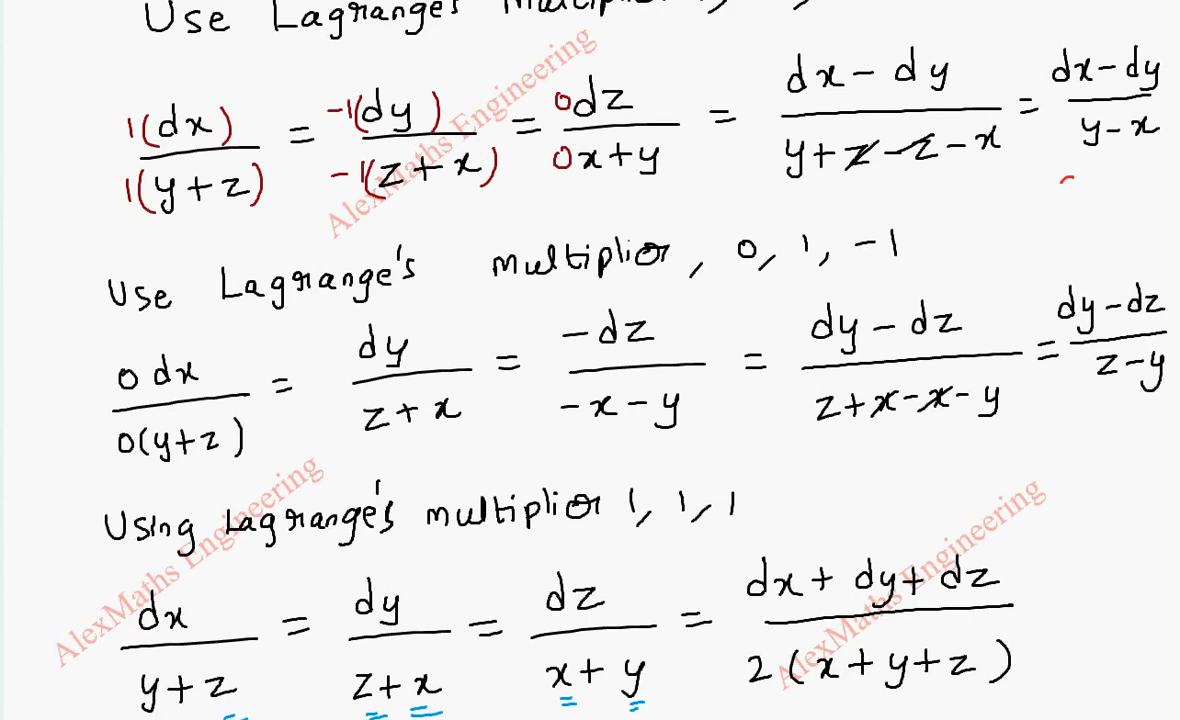 Use Lagrange's
1(dx)/1(y+z) = -1(dy)/-1(z+x) = 0dz/0x+y = dx-dy/y+z-z-x = dx-dy/y-x
Use Lagrange's multiplior, 0, 1, -1
0dx/0(y+z) = dy/z+x = -dz/-x-y = dy-dz/z+x-x-y = dy-dz/z-y
Using Lagrange's multiplior 1, 1, 1
dx/y+z = dy/z+x = dz/x+y = dx+dy+dz/2(x+y+z)
AlexMaths Engineering
AlexMaths Engineering
AlexMaths Engineering